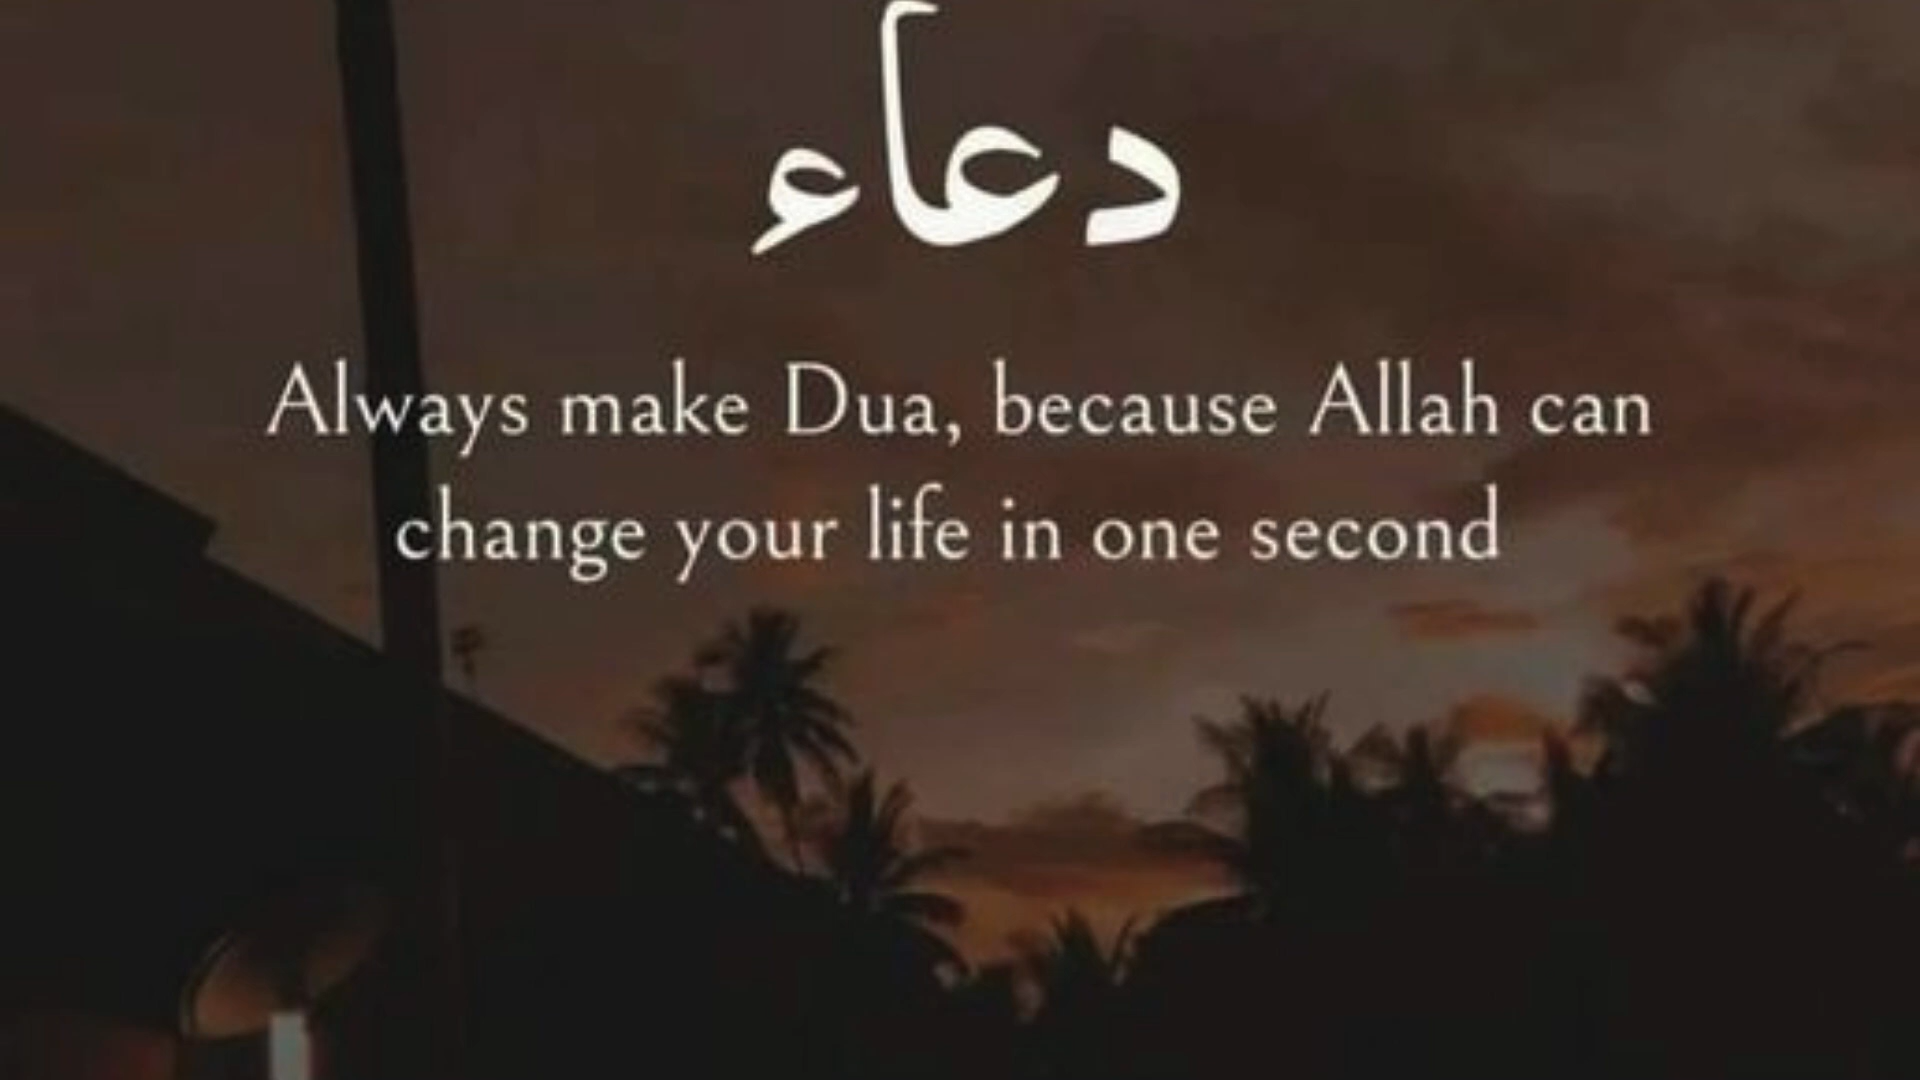 دعاء
Always make Dua, because Allah can
change your life in one second